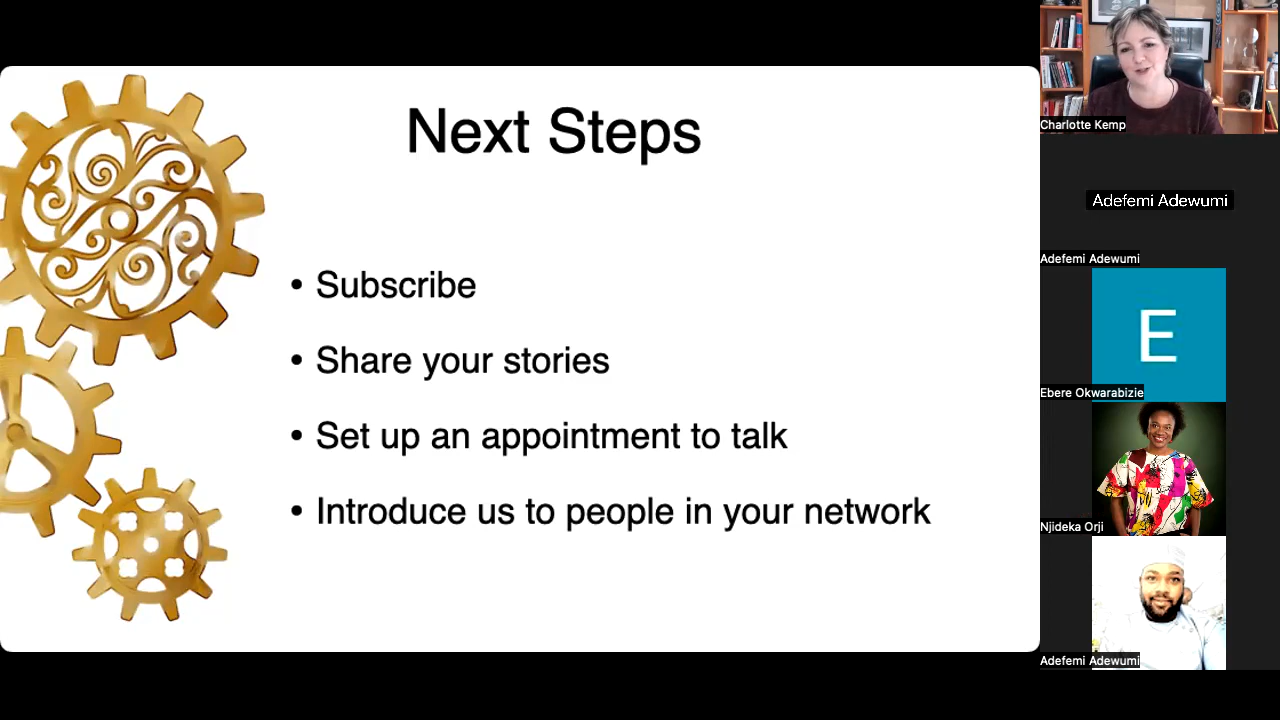 Next Steps
• Subscribe
• Share your stories
• Set up an appointment to talk
• Introduce us to people in your network
Charlotte Kemp
Adefemi Adewumi
Adefemi Adewumi
E
Ebere Okwarabizie
Njideka Orji
Adefemi Adewumi